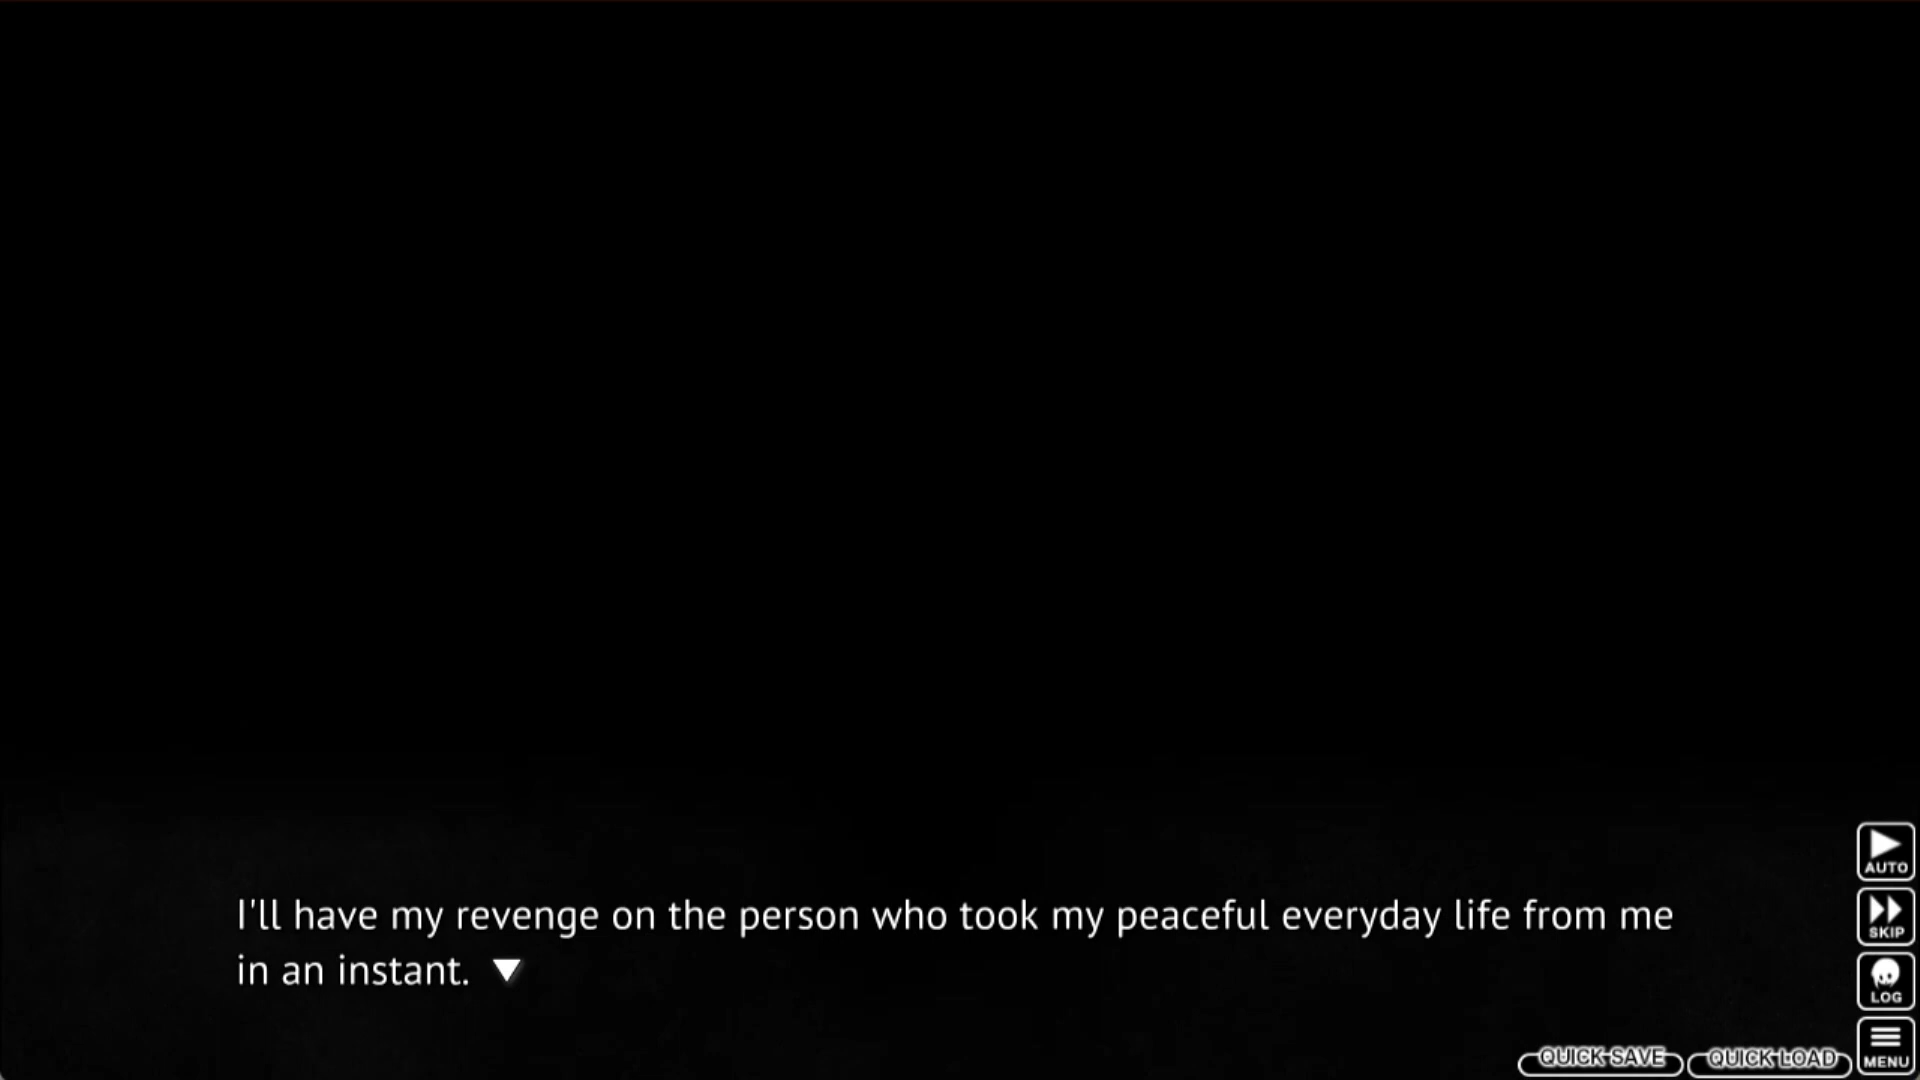 I'll have my revenge on the person who took my peaceful everyday life from me
in an instant.
AUTO
SKIP
LOG
MENU
QUICK SAVE
QUICK LOAD